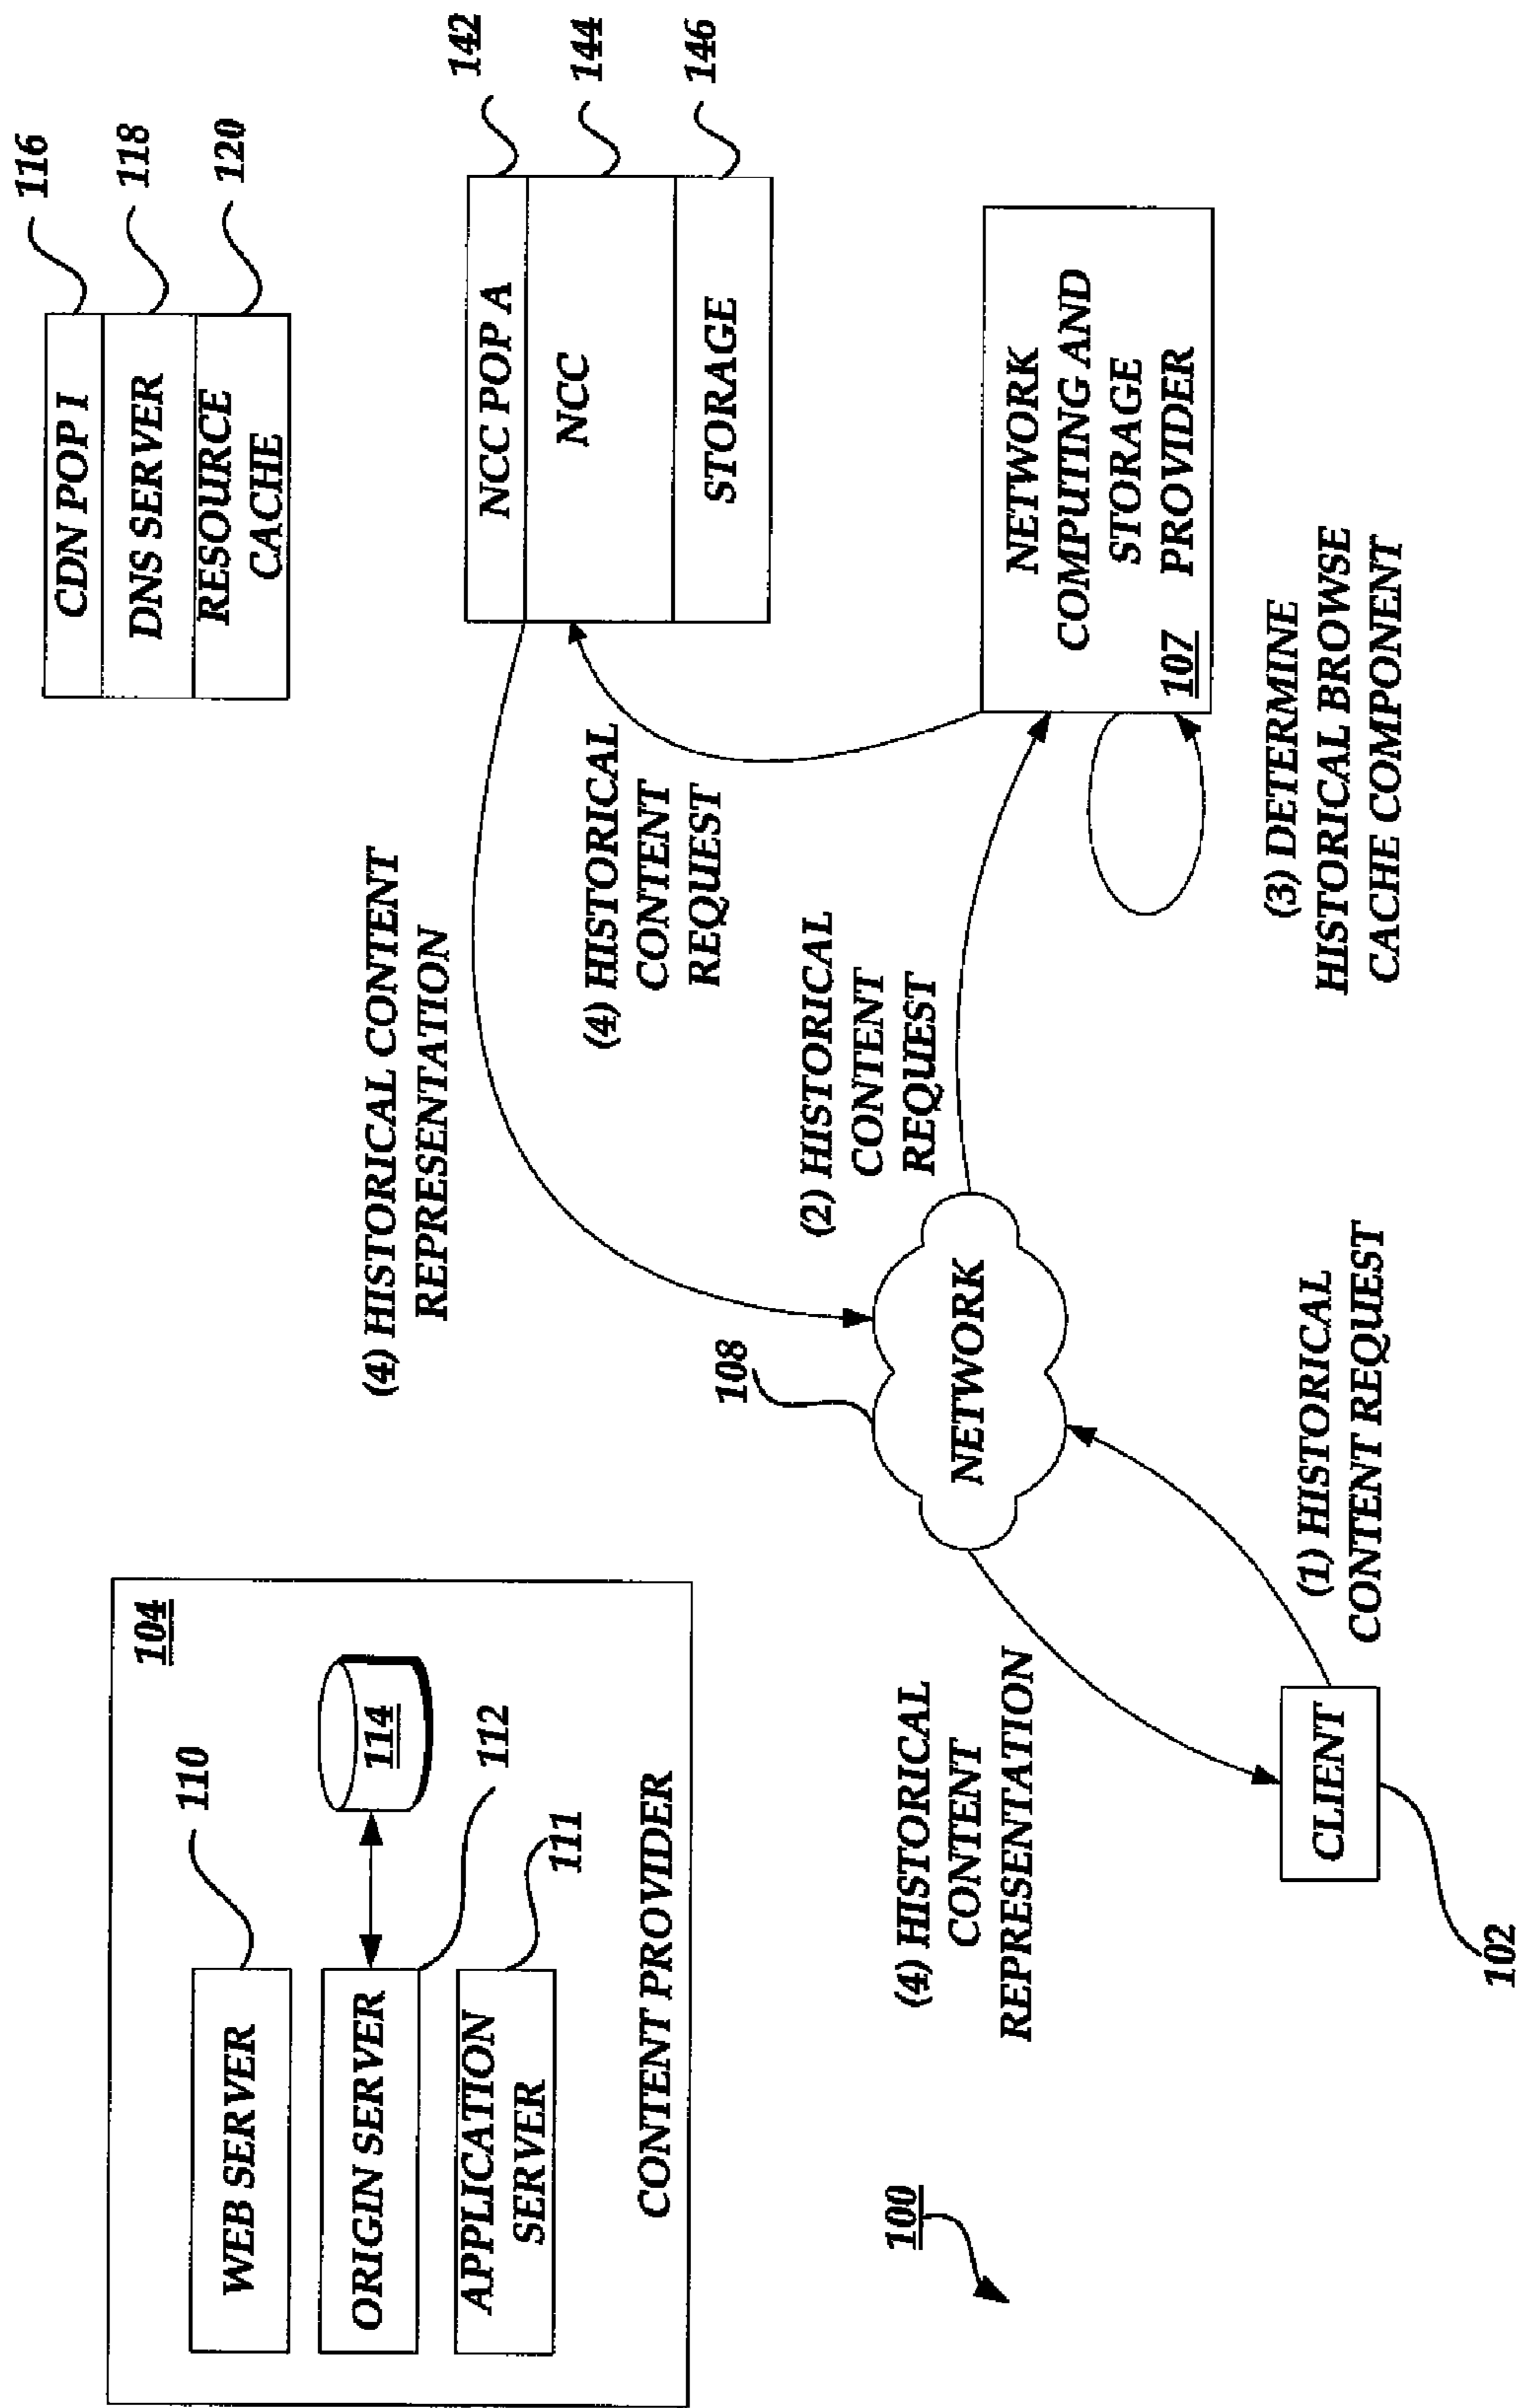 104
110
WEB SERVER
ORIGIN SERVER
114
112
APPLICATION
SERVER
111
CONTENT PROVIDER
116
CDN POP I
118
DNS SERVER
120
RESOURCE
CACHE
142
NCC POP A
144
NCC
146
STORAGE
(4) HISTORICAL CONTENT
REPRESENTATION
(4) HISTORICAL
CONTENT
REQUEST
(2) HISTORICAL
CONTENT
REQUEST
NETWORK
COMPUTING AND
STORAGE
107 PROVIDER
(3) DETERMINE
HISTORICAL BROWSE
CACHE COMPONENT
108
NETWORK
(4) HISTORICAL
CONTENT
REPRESENTATION
(1) HISTORICAL
CONTENT REQUEST
CLIENT
102
100